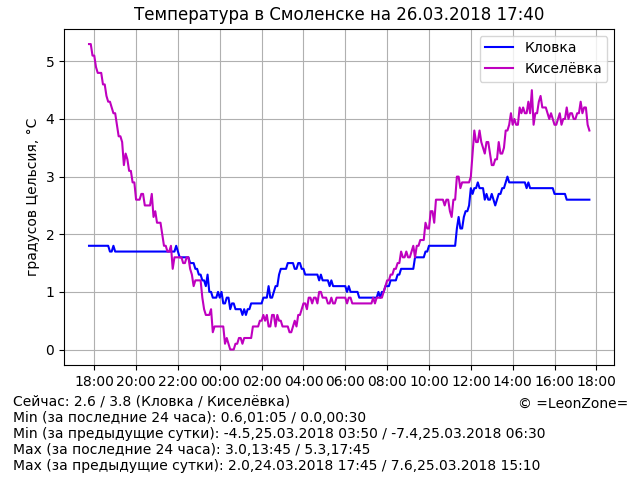 Температура в Смоленске на 26.03.2018 17:40
Кловка
Киселёвка
градусов Цельсия, °C
5
4
3
2
1
0
18:00 20:00 22:00 00:00 02:00 04:00 06:00 08:00 10:00 12:00 14:00 16:00 18:00
Сейчас: 2.6 / 3.8 (Кловка / Киселёвка)
© =LeonZone=
Min (за последние 24 часа): 0.6,01:05 / 0.0,00:30
Min (за предыдущие сутки): -4.5,25.03.2018 03:50 / -7.4,25.03.2018 06:30
Max (за последние 24 часа): 3.0,13:45 / 5.3,17:45
Max (за предыдущие сутки): 2.0,24.03.2018 17:45 / 7.6,25.03.2018 15:10